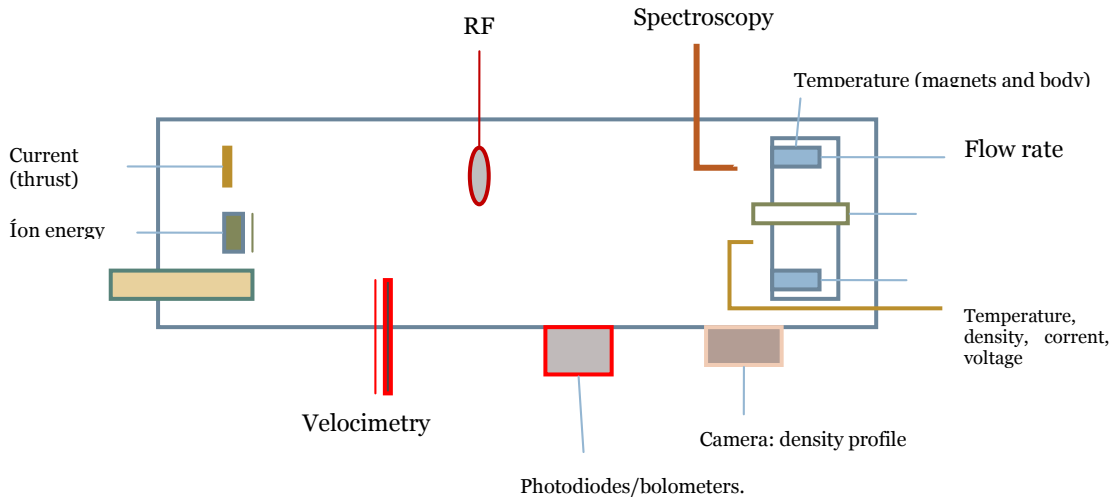 Spectroscopy
RF
Temperature (magnets and body)
Current
(thrust)
Flow rate
Íon energy
Temperature,
density, corrent,
voltage
Velocimetry
Camera: density profile
Photodiodes/bolometers.